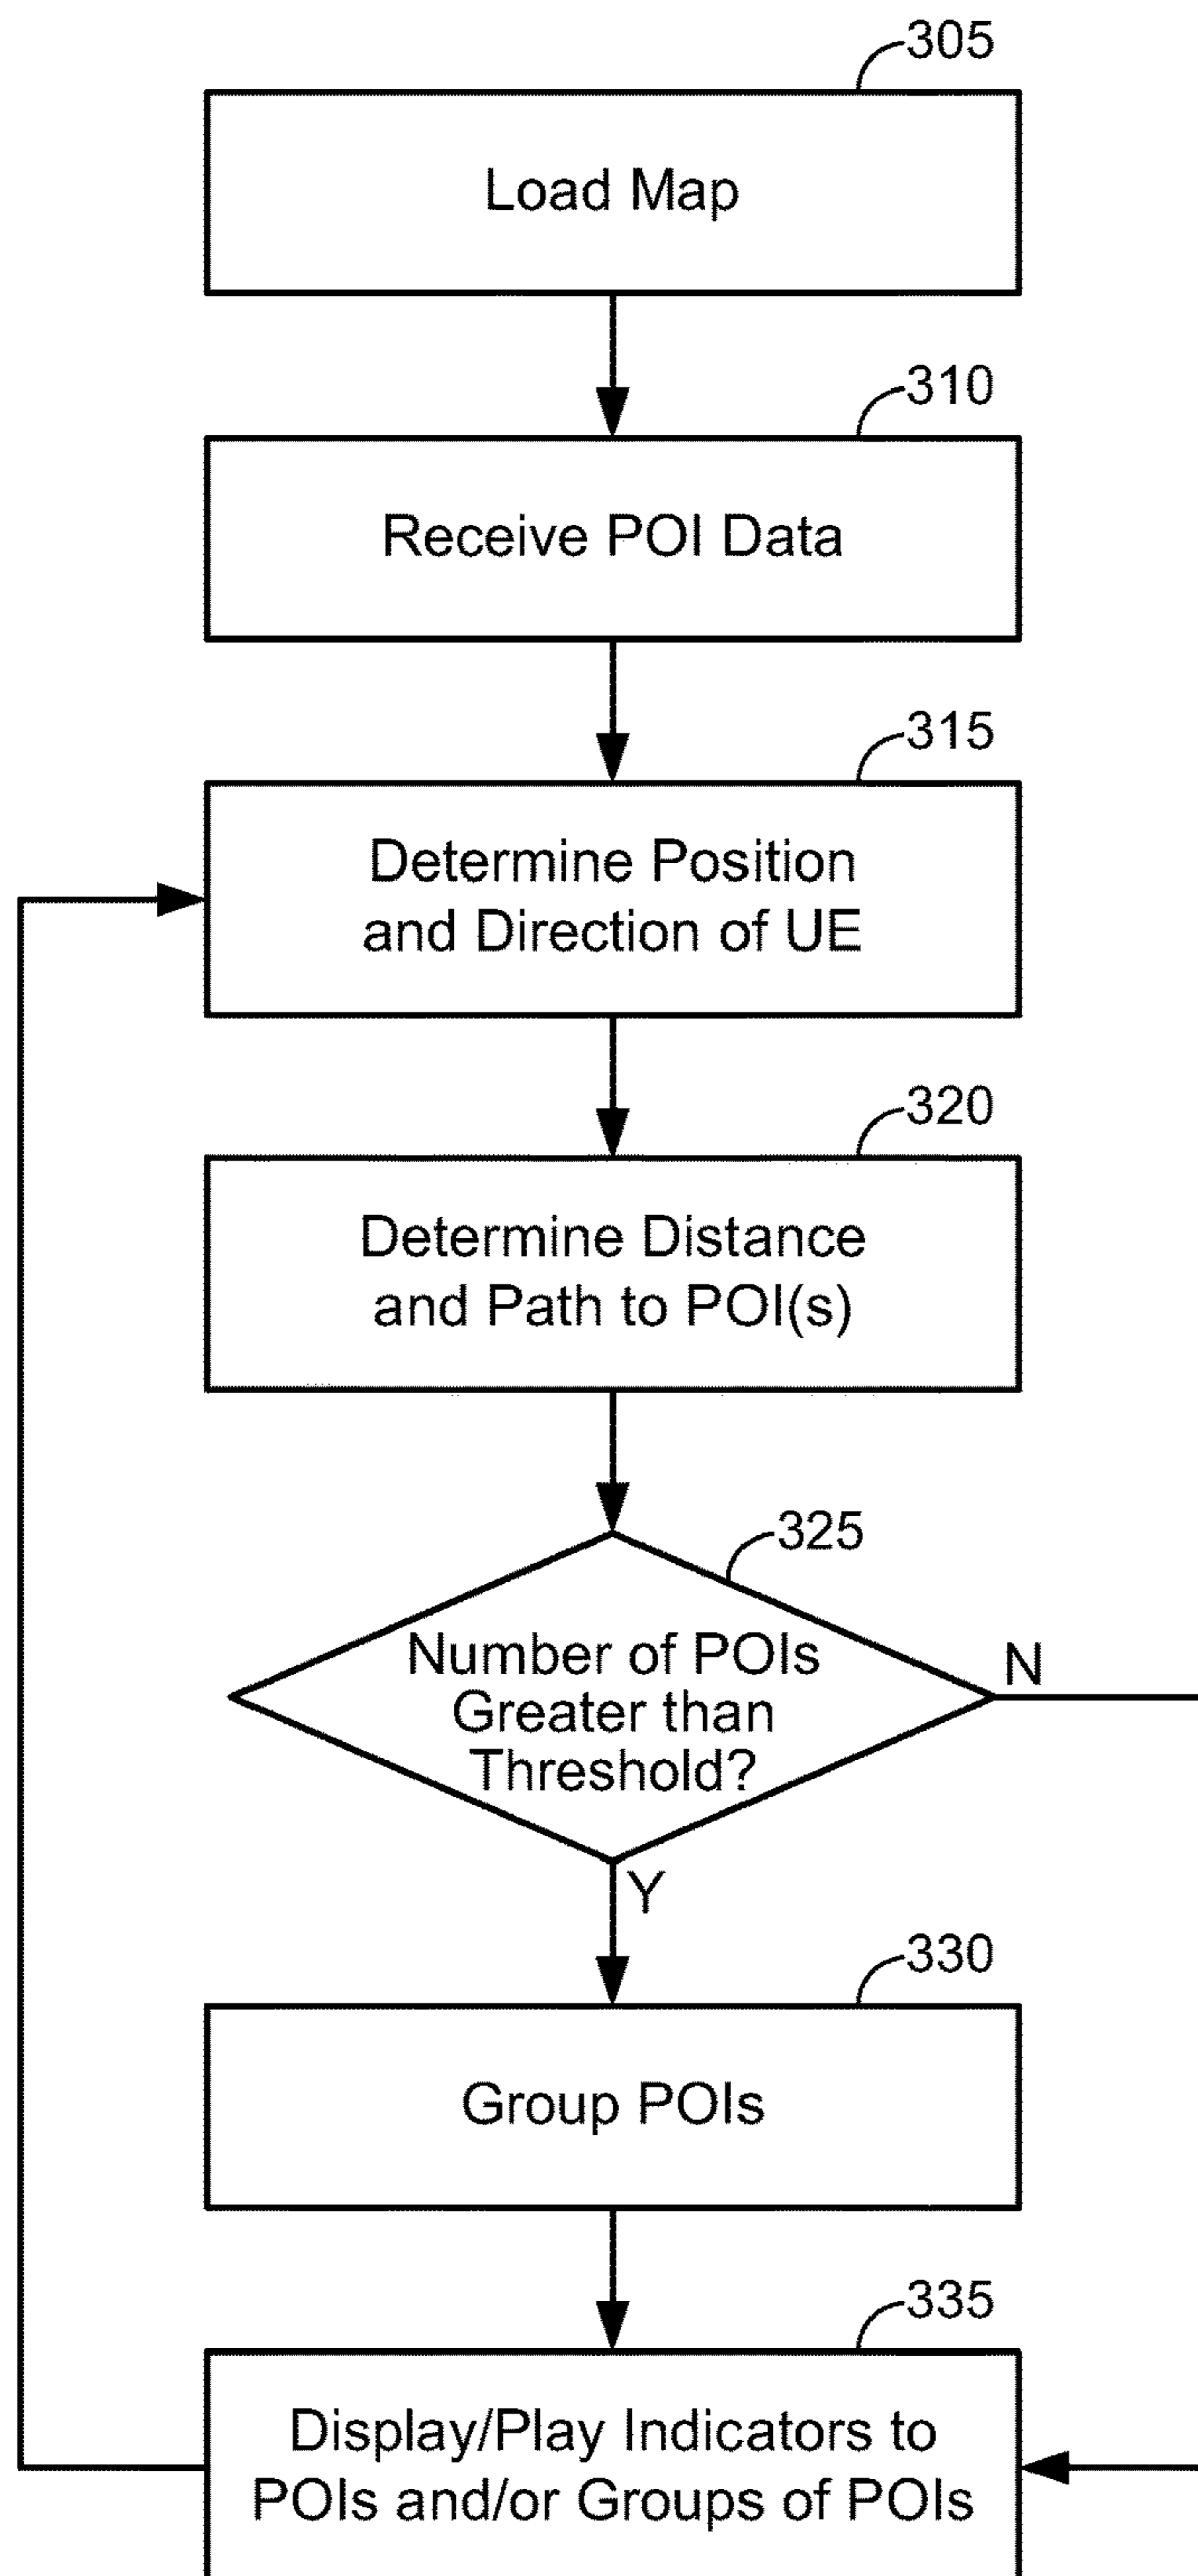 305
Load Map
310
Receive POI Data
315
Determine Position
and Direction of UE
320
Determine Distance
and Path to POI(s)
325
Number of POIs
Greater than
Threshold?
N
Y
330
Group POIs
335
Display/Play Indicators to
POIs and/or Groups of POIs